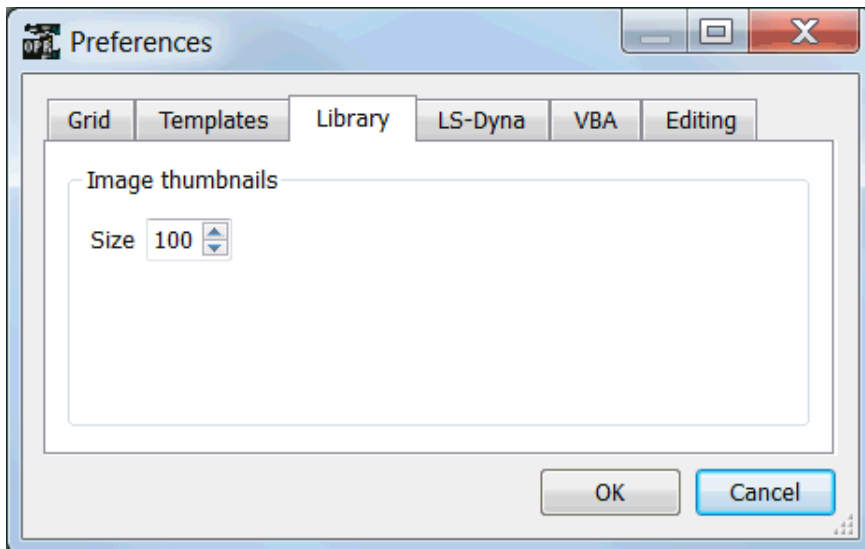 Preferences
Grid Templates Library LS-Dyna VBA Editing
Image thumbnails
Size 100
OK Cancel